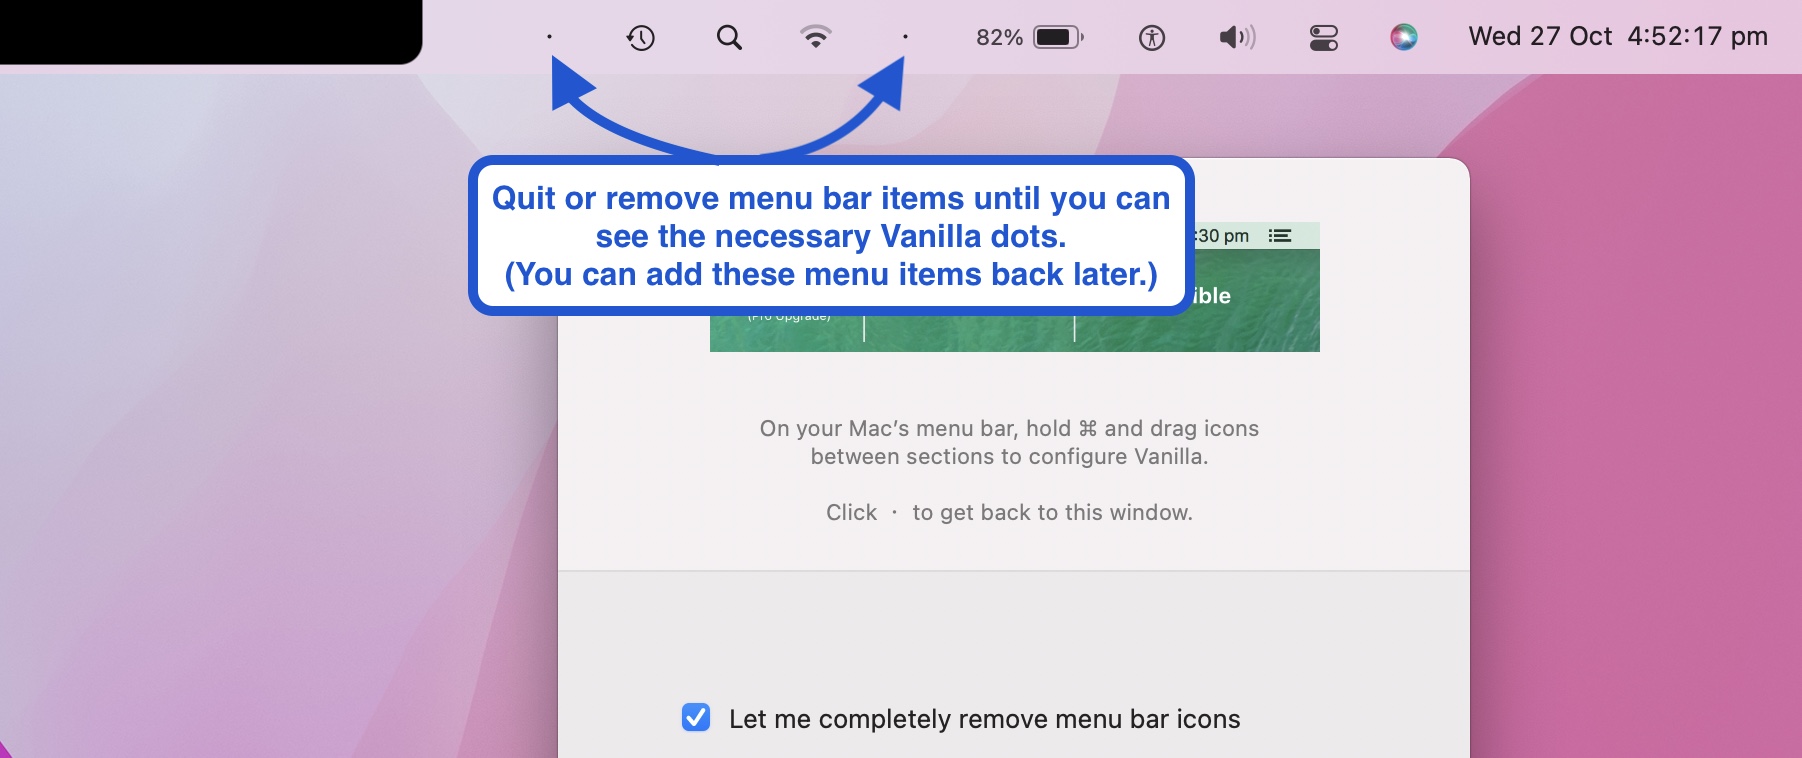 82% Wed 27 Oct 4:52:17 pm
Quit or remove menu bar items until you can
see the necessary Vanilla dots.
(You can add these menu items back later.)
:30 pm
ible
(Pro Upgrade)
On your Mac’s menu bar, hold ⌘ and drag icons
between sections to configure Vanilla.
Click · to get back to this window.
Let me completely remove menu bar icons